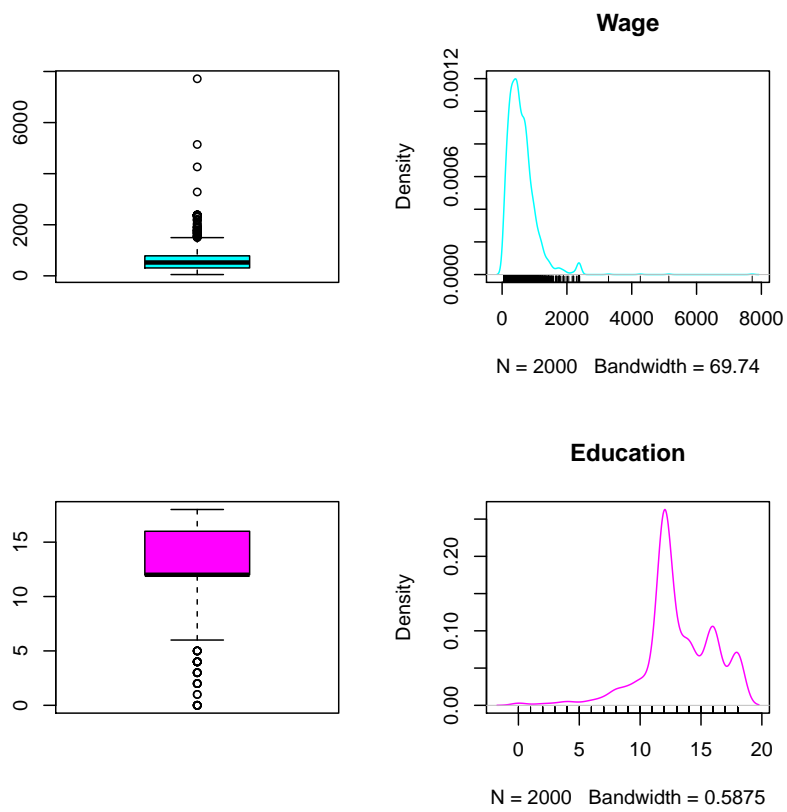 Wage
0 2000 6000
Density
0.0000 0.0006 0.0012
0 2000 4000 6000 8000
N = 2000 Bandwidth = 69.74
Education
0 5 10 15
Density
0.00 0.10 0.20
0 5 10 15 20
N = 2000 Bandwidth = 0.5875